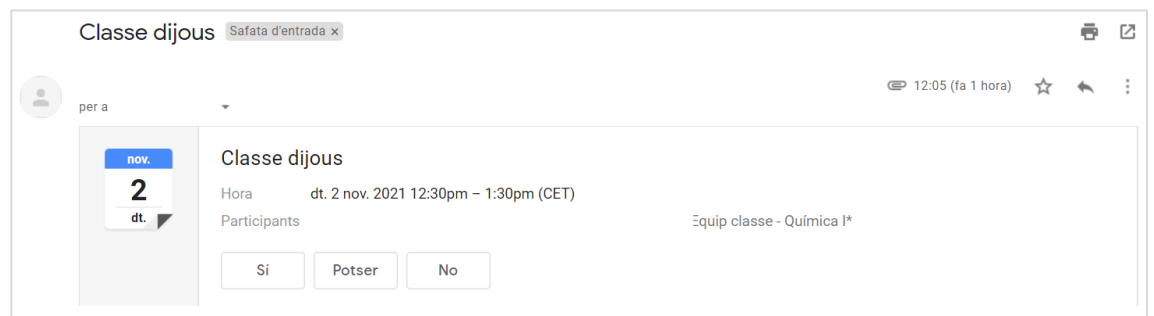 Classe dijous Safata d'entrada ×
12:05 (fa 1 hora)
per a
nov.
2
dt.
Classe dijous
Hora dt. 2 nov. 2021 12:30pm – 1:30pm (CET)
Participants Equip classe - Química I*
Sí Potser No